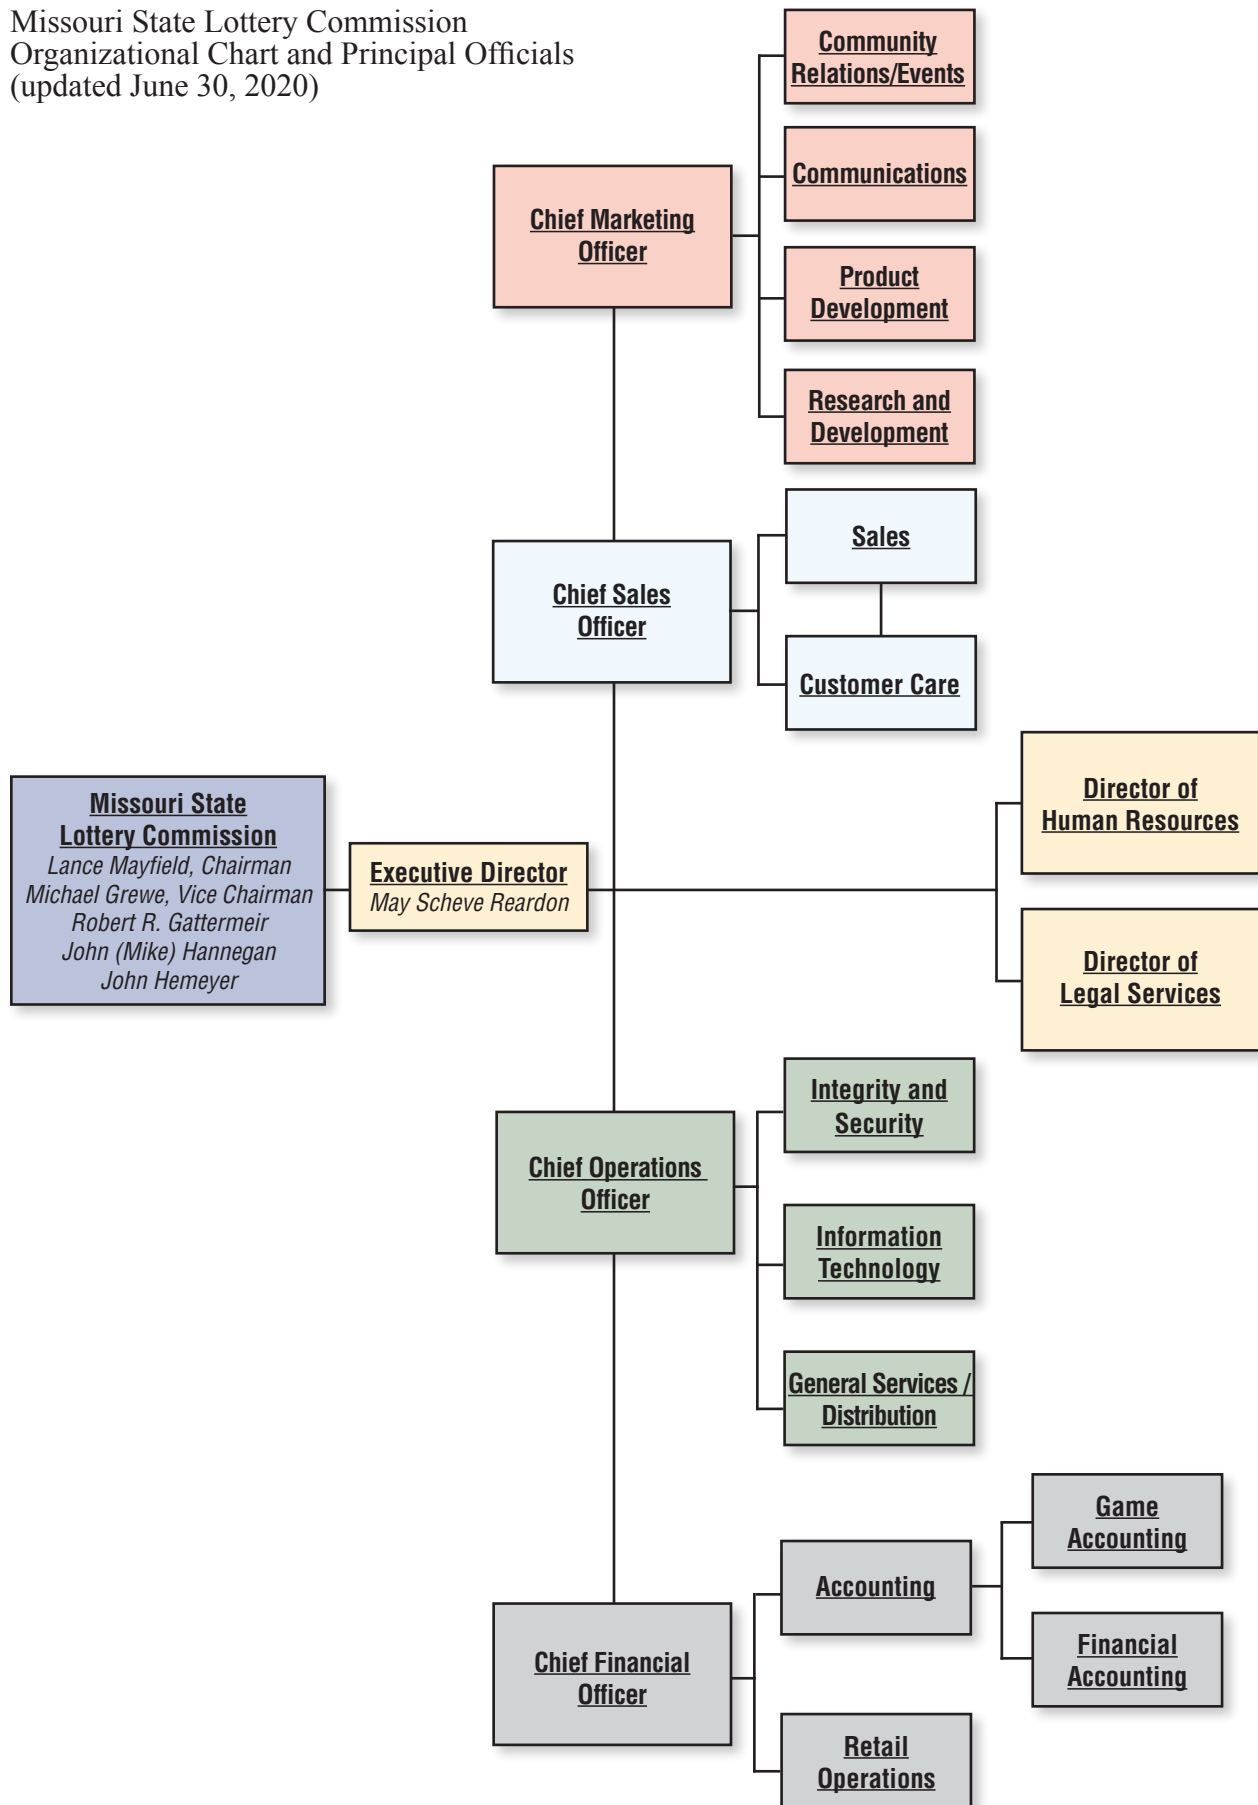 Missouri State Lottery Commission
Organizational Chart and Principal Officials
(updated June 30, 2020)
Community
Relations/Events
Communications
Chief Marketing
Officer
Product
Development
Research and
Development
Sales
Chief Sales
Officer
Customer Care
Missouri State
Lottery Commission
Lance Mayfield, Chairman
Michael Grewe, Vice Chairman
Robert R. Gattermeir
John (Mike) Hannegan
John Hemeyer
Executive Director
May Scheve Reardon
Director of
Human Resources
Director of
Legal Services
Integrity and
Security
Chief Operations
Officer
Information
Technology
General Services /
Distribution
Game
Accounting
Accounting
Financial
Accounting
Chief Financial
Officer
Retail
Operations